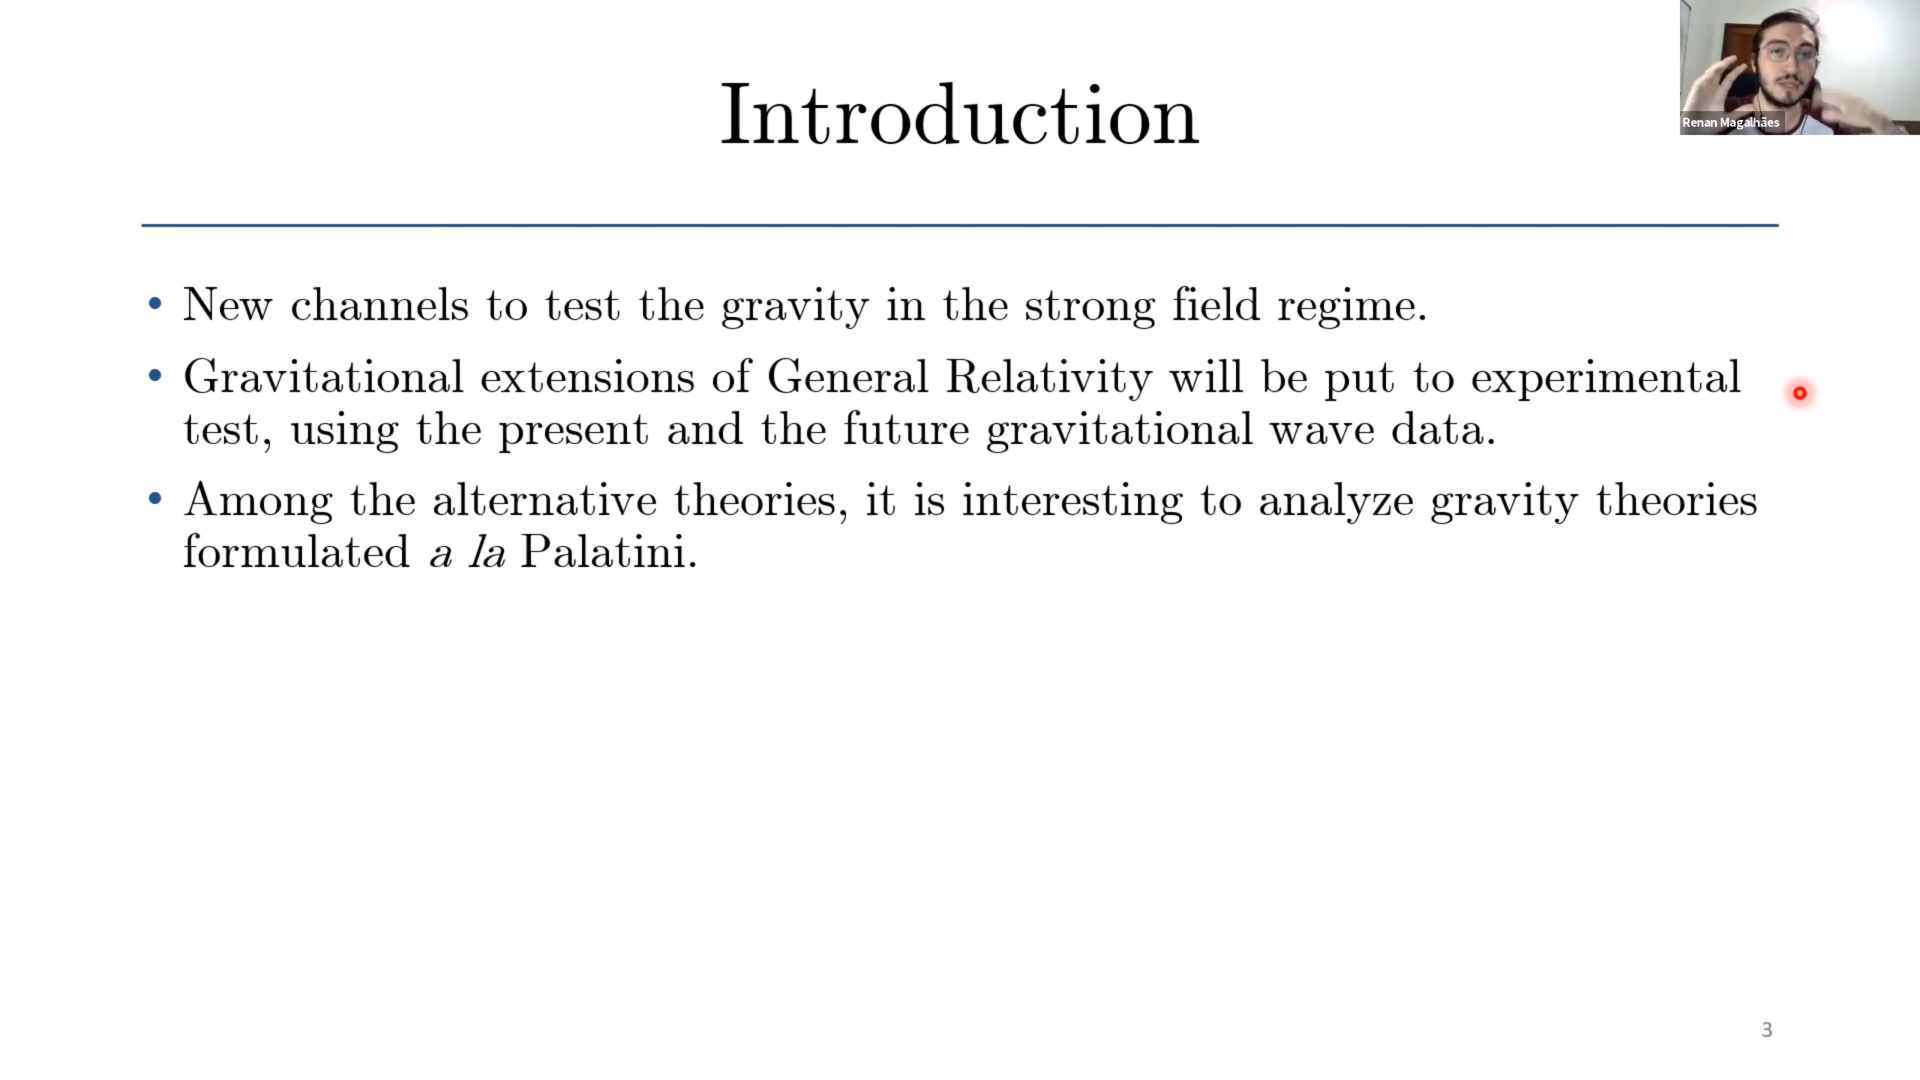 Introduction
Renan Magalhães
• New channels to test the gravity in the strong field regime.
• Gravitational extensions of General Relativity will be put to experimental
test, using the present and the future gravitational wave data.
• Among the alternative theories, it is interesting to analyze gravity theories
formulated a la Palatini.
3